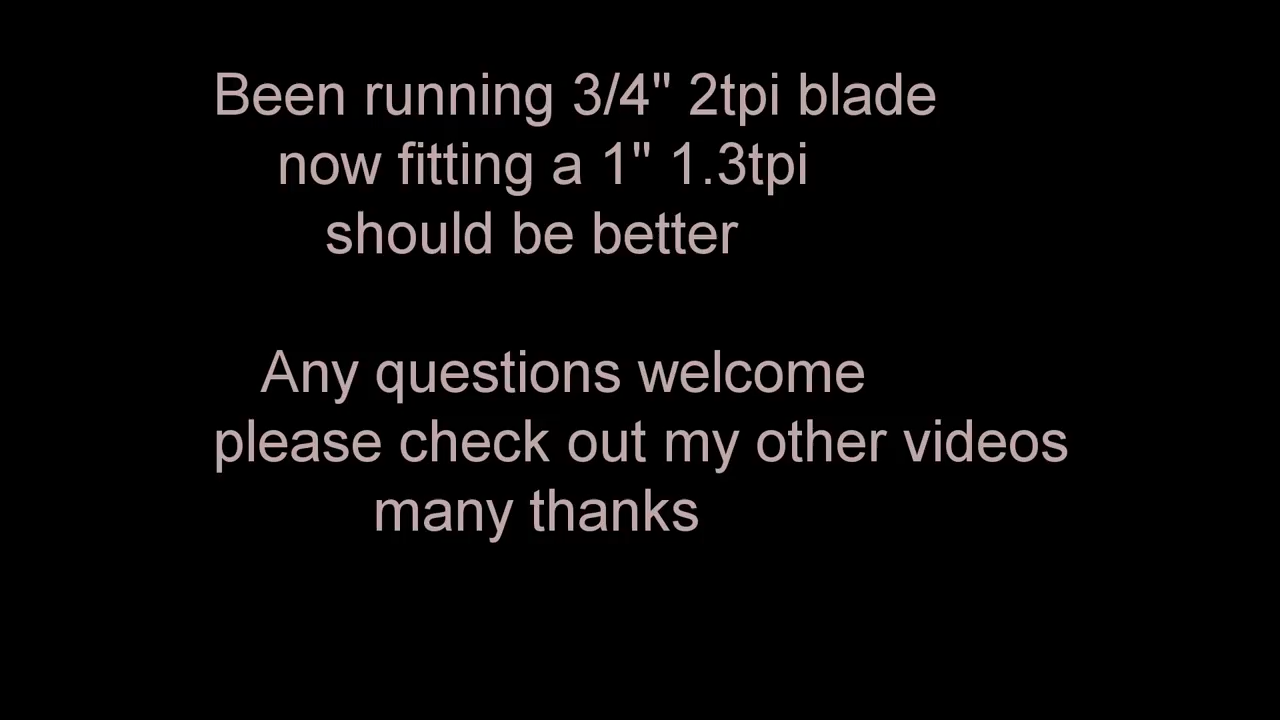 Been running 3/4" 2tpi blade
now fitting a 1" 1.3tpi
should be better
Any questions welcome
please check out my other videos
many thanks